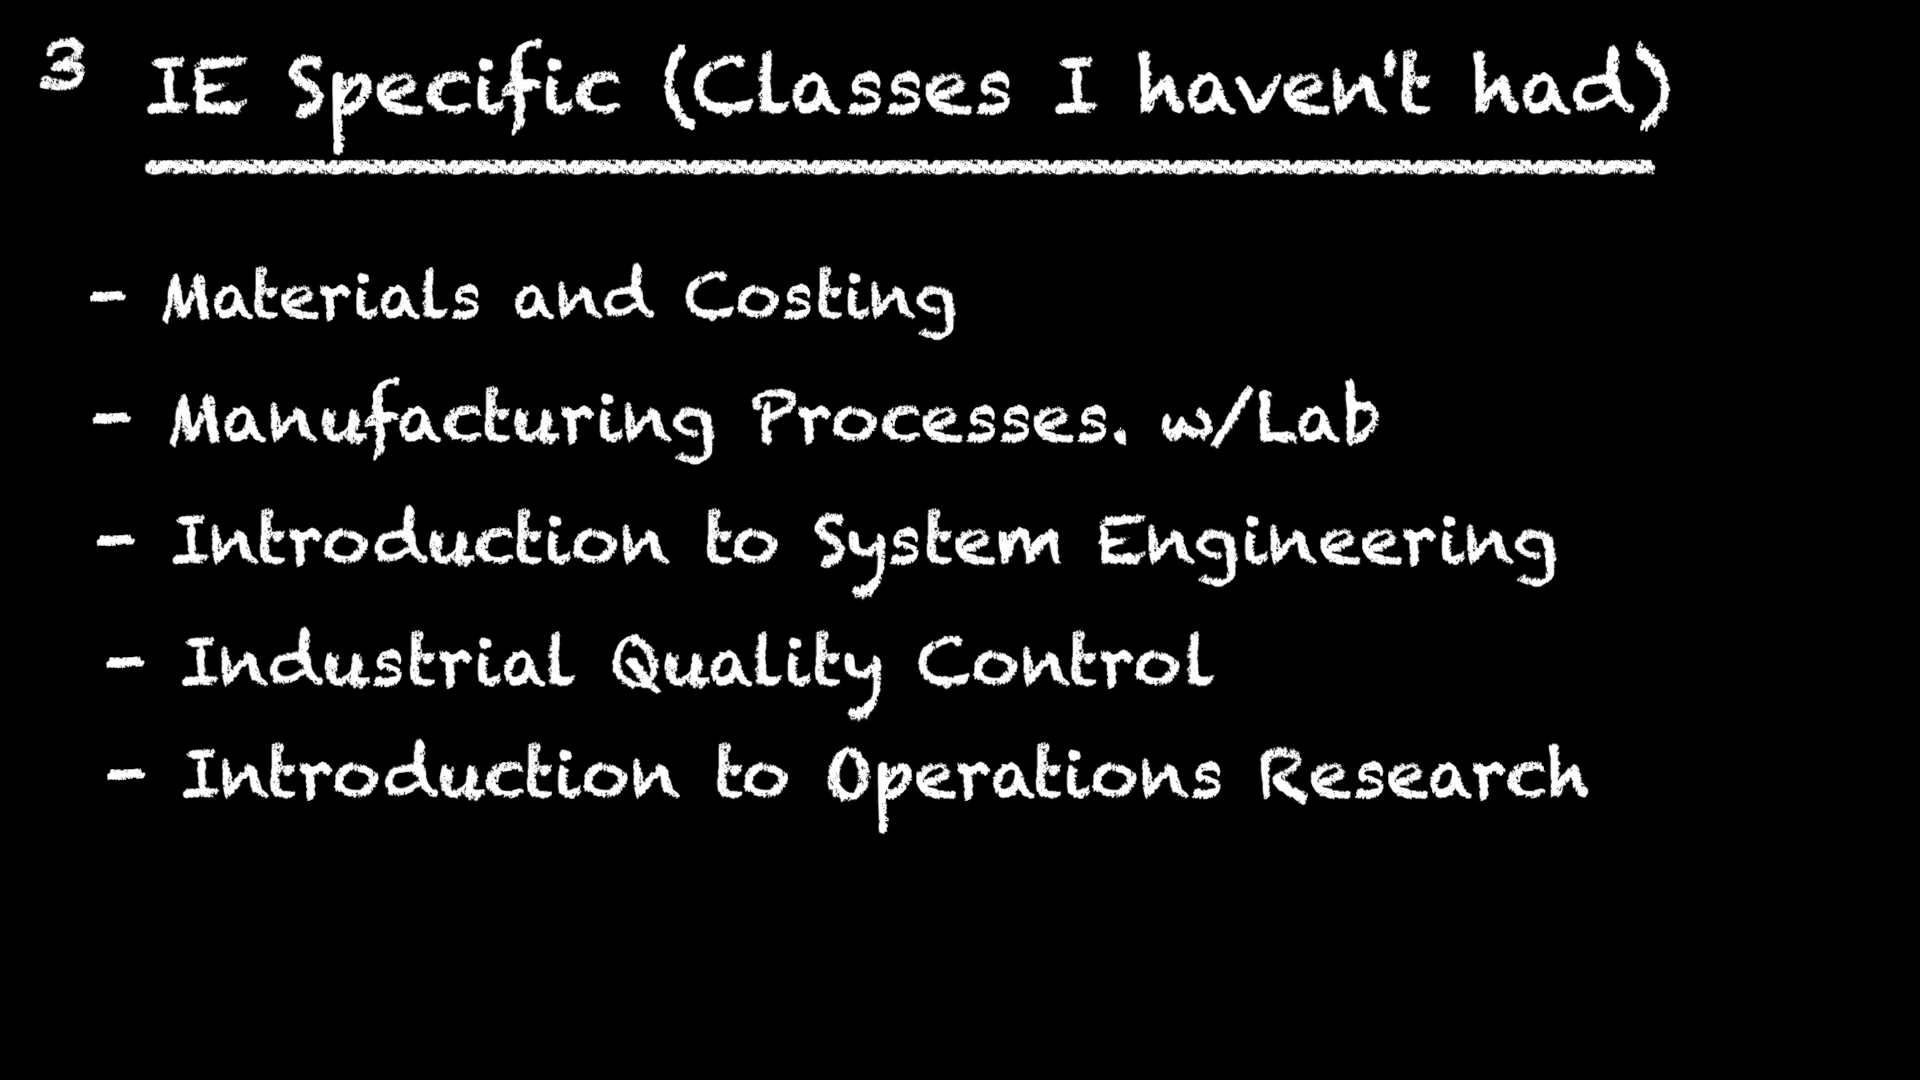 3 IE Specific (Classes I haven't had)
- Materials and Costing
- Manufacturing Processes. w/Lab
- Introduction to System Engineering
- Industrial Quality Control
- Introduction to Operations Research